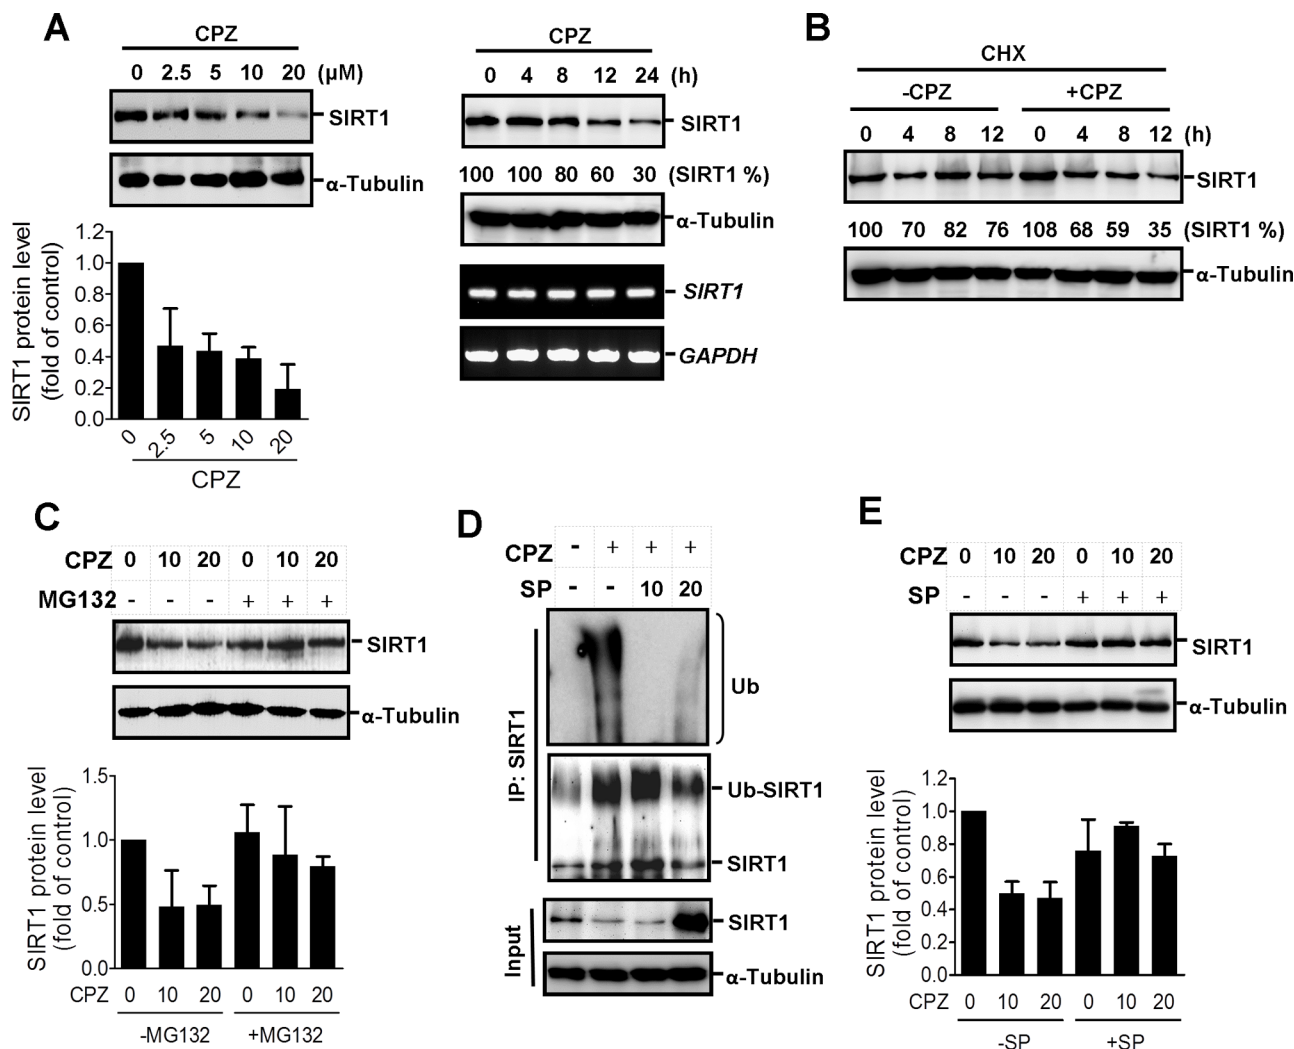 A
CPZ
0 2.5 5 10 20 (µM)
SIRT1
α-Tubulin
SIRT1 protein level
(fold of control)
1.2
1.0
0.8
0.6
0.4
0.2
0.0
0 2.5 5 10 20
CPZ
CPZ
0 4 8 12 24 (h)
SIRT1
100 100 80 60 30 (SIRT1 %)
α-Tubulin
SIRT1
GAPDH
B
CHX
-CPZ +CPZ
0 4 8 12 0 4 8 12 (h)
SIRT1
100 70 82 76 108 68 59 35 (SIRT1 %)
α-Tubulin
C
CPZ 0 10 20 0 10 20
MG132 - - - + + +
SIRT1
α-Tubulin
SIRT1 protein level
(fold of control)
1.5
1.0
0.5
0.0
CPZ 0 10 20 0 10 20
-MG132 +MG132
D
CPZ - + + +
SP - - 10 20
IP: SIRT1
Ub
Ub-SIRT1
SIRT1
Input
SIRT1
α-Tubulin
E
CPZ 0 10 20 0 10 20
SP - - - + + +
SIRT1
α-Tubulin
SIRT1 protein level
(fold of control)
1.2
1.0
0.8
0.6
0.4
0.2
0.0
CPZ 0 10 20 0 10 20
-SP +SP